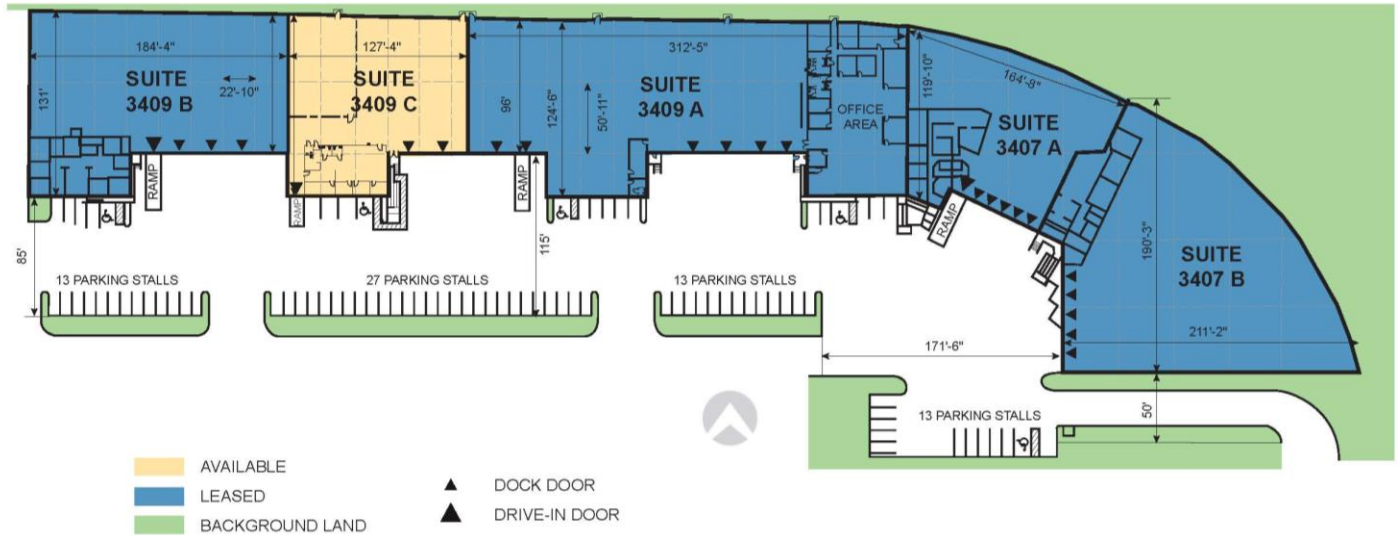 184'-4"
SUITE
3409 B
22'-10"
131'
RAMP
127'-4"
SUITE
3409 C
RAMP
312'-5"
96'
124'-6"
50'-11"
SUITE
3409 A
RAMP
OFFICE
AREA
119'-10"
164'-8"
SUITE
3407 A
RAMP
190'-3"
SUITE
3407 B
211'-2"
85'
115'
13 PARKING STALLS
27 PARKING STALLS
13 PARKING STALLS
171'-6"
50'
13 PARKING STALLS
AVAILABLE
LEASED
BACKGROUND LAND
DOCK DOOR
DRIVE-IN DOOR